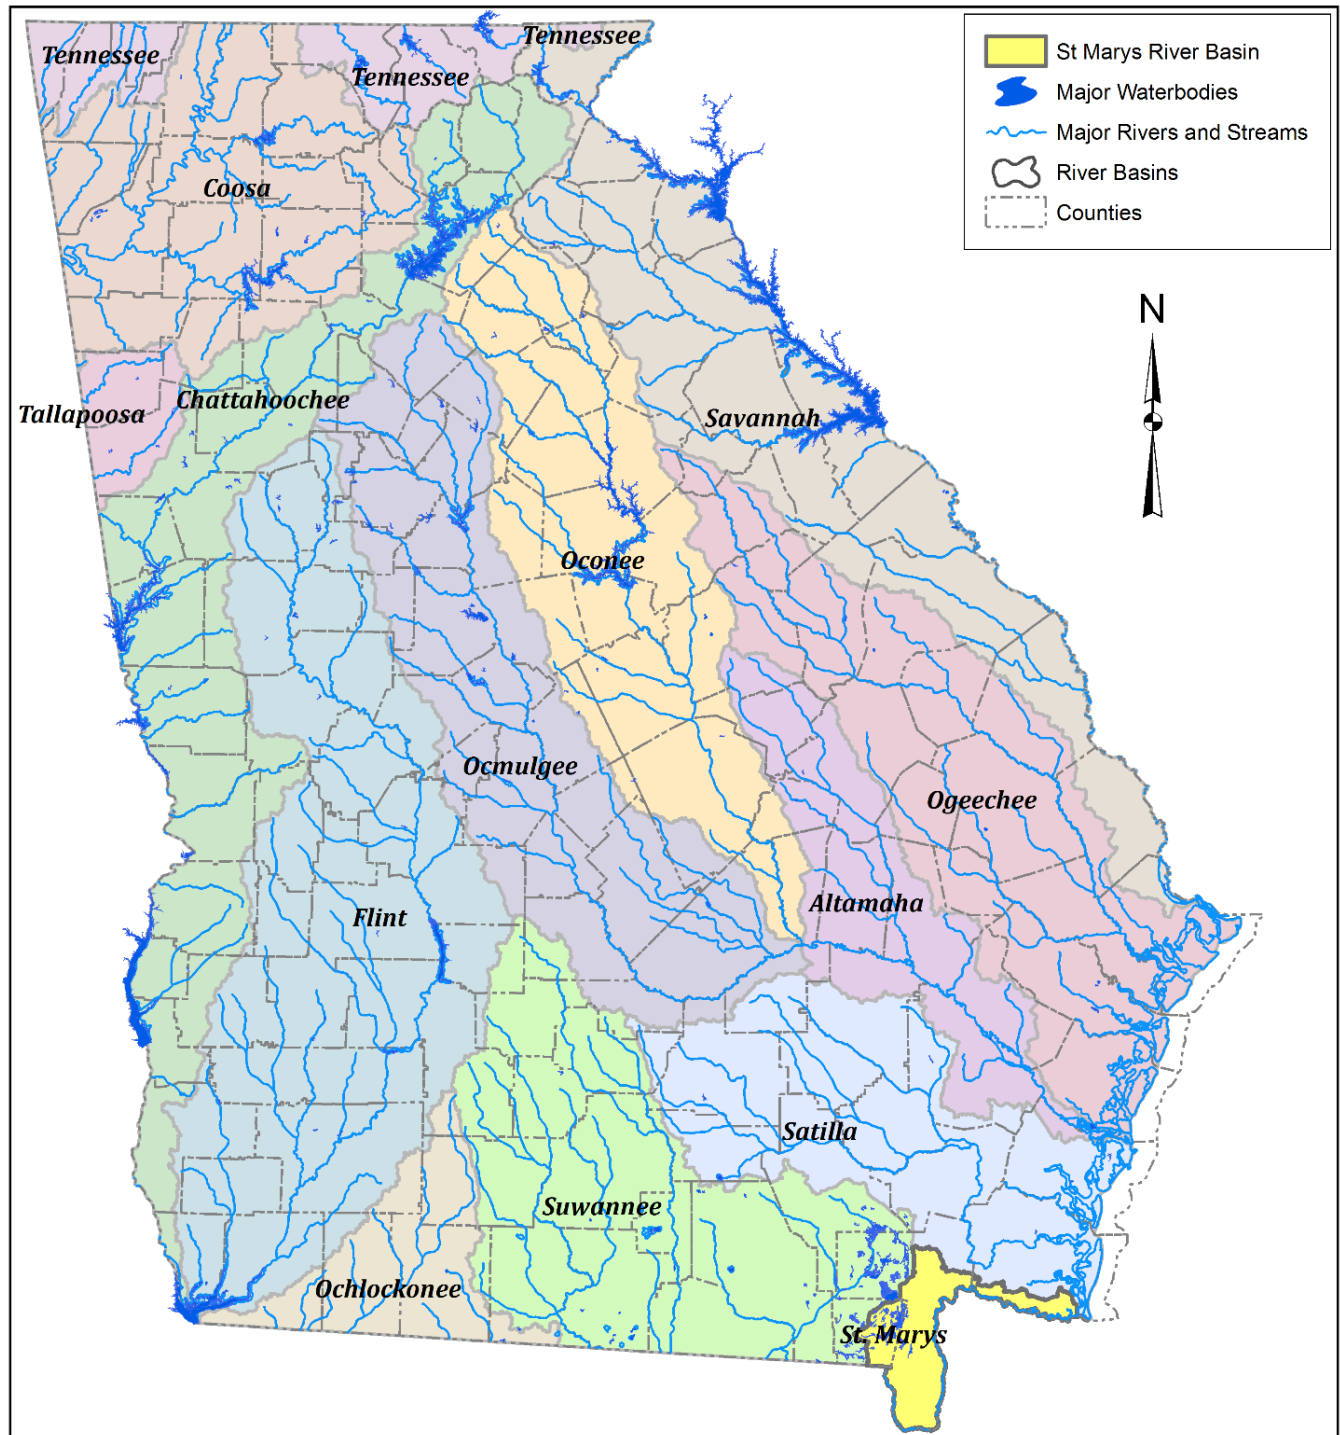 Tennessee
Tennessee
Tennessee
St Marys River Basin
Major Waterbodies
Major Rivers and Streams
River Basins
Counties
Coosa
N
Tallapoosa
Chattahoochee
Savannah
Oconee
Ocmulgee
Ogeechee
Flint
Altamaha
Satilla
Suwannee
Ochlockonee
St. Marys